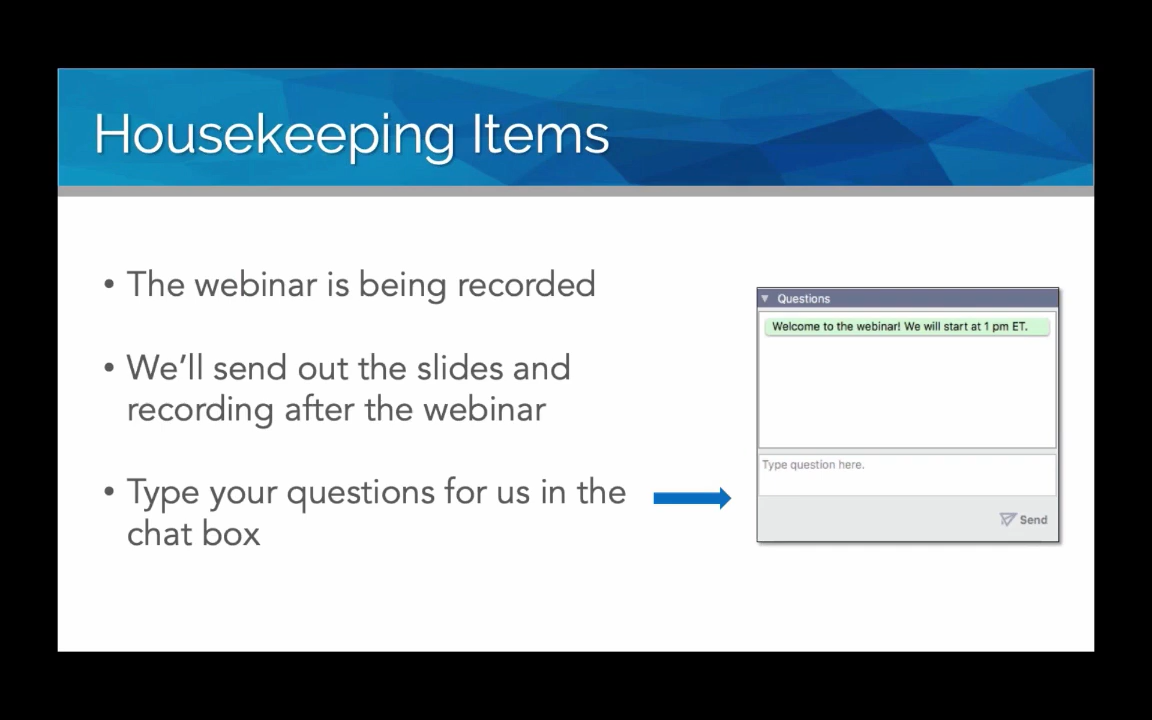 Housekeeping Items
• The webinar is being recorded
• We’ll send out the slides and
recording after the webinar
• Type your questions for us in the
chat box
Questions
Welcome to the webinar! We will start at 1 pm ET.
Type question here.
Send